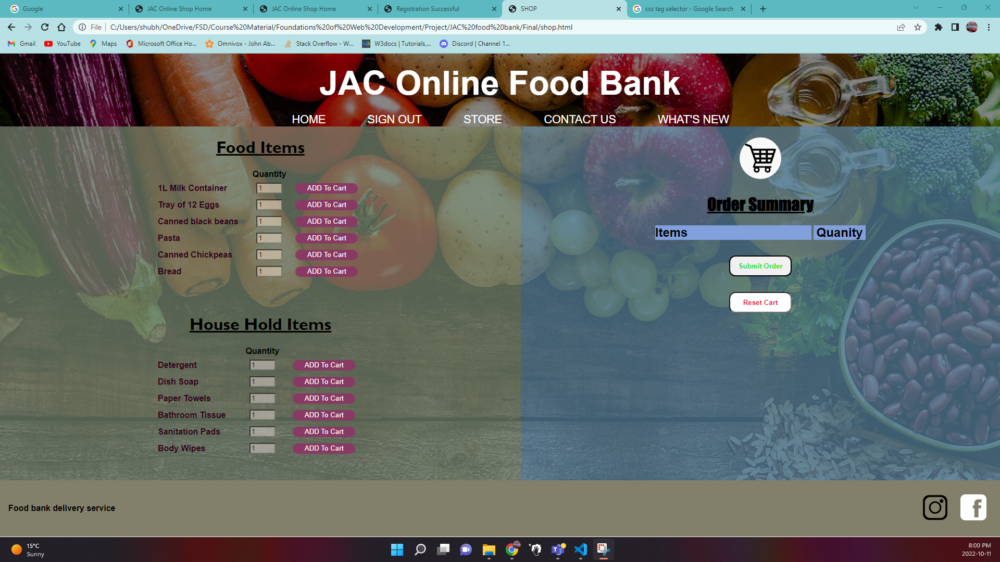 Google
JAC Online Shop Home
JAC Online Shop Home
Registration Successful
SHOP
css tag selector - Google Search
File
C:/Users/shubh/OneDrive/FSD/Course%20Material/Foundations%20of%20Web%20Development/Project/JAC%20food%20bank/Final/shop.html
Gmail
YouTube
Maps
Microsoft Office Ho...
Omnivox - John Ab...
Stack Overflow - W...
W3docs | Tutorials,...
Discord | Channel 1...
JAC Online Food Bank
HOME SIGN OUT STORE CONTACT US WHAT'S NEW
Food Items
Quantity
1L Milk Container 1 ADD To Cart
Tray of 12 Eggs 1 ADD To Cart
Canned black beans 1 ADD To Cart
Pasta 1 ADD To Cart
Canned Chickpeas 1 ADD To Cart
Bread 1 ADD To Cart
House Hold Items
Quantity
Detergent 1 ADD To Cart
Dish Soap 1 ADD To Cart
Paper Towels 1 ADD To Cart
Bathroom Tissue 1 ADD To Cart
Sanitation Pads 1 ADD To Cart
Body Wipes 1 ADD To Cart
Order Summary
Items Quanity
Submit Order
Reset Cart
Food bank delivery service
15°C
Sunny
8:00 PM
2022-10-11